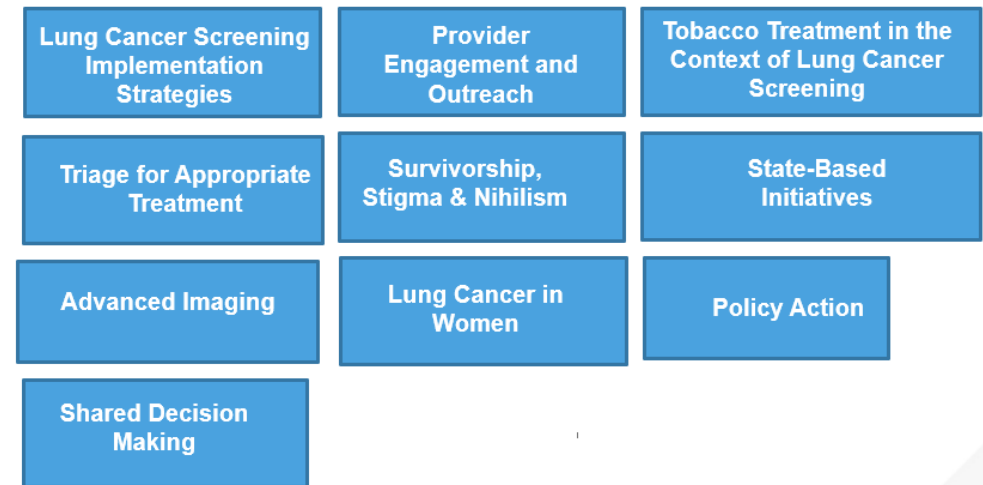 Lung Cancer Screening
Implementation
Strategies
Provider
Engagement and
Outreach
Tobacco Treatment in the
Context of Lung Cancer
Screening
Triage for Appropriate
Treatment
Survivorship,
Stigma & Nihilism
State-Based
Initiatives
Advanced Imaging
Lung Cancer in
Women
Policy Action
Shared Decision
Making